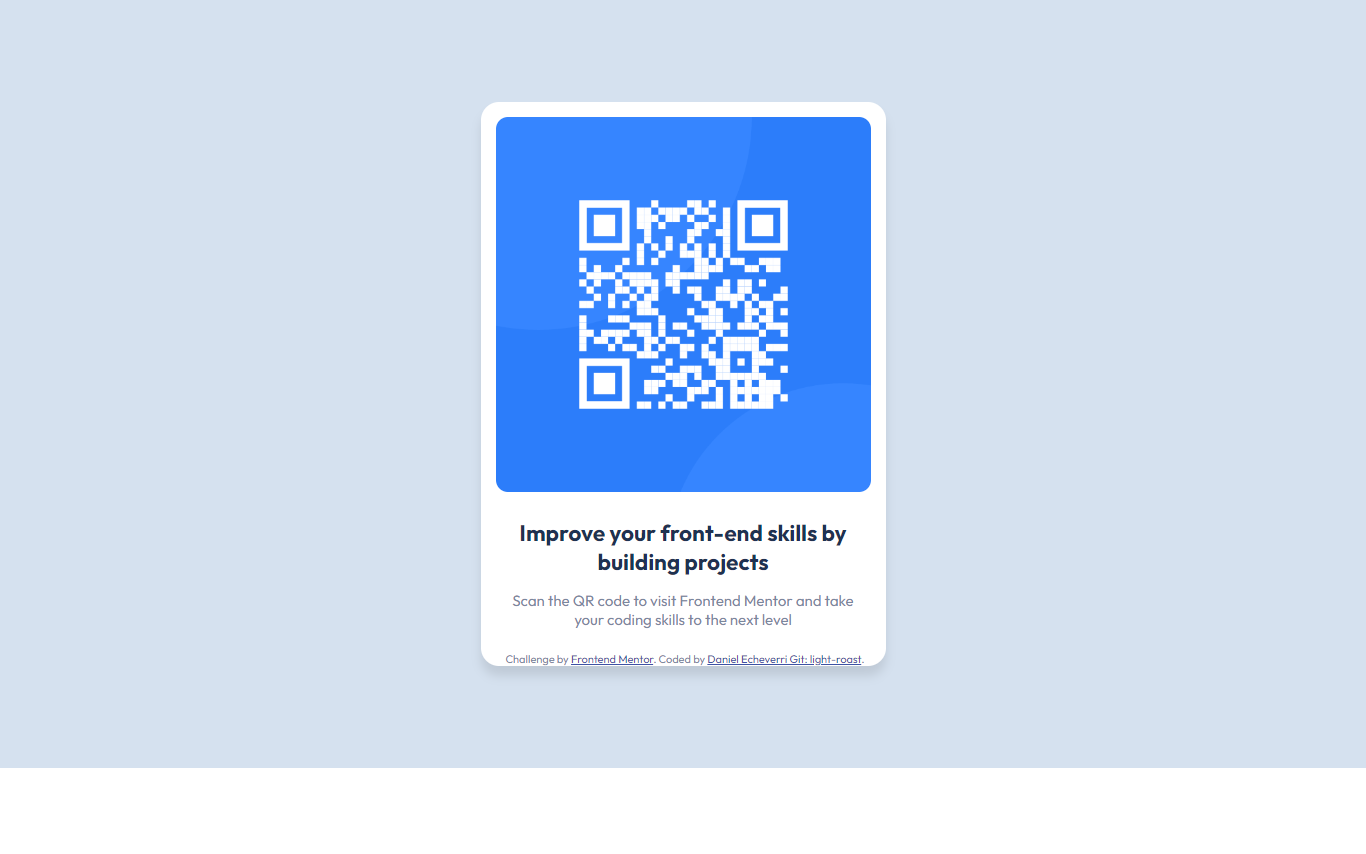 Improve your front-end skills by
building projects
Scan the QR code to visit Frontend Mentor and take
your coding skills to the next level
Challenge by Frontend Mentor. Coded by Daniel Echeverri Git: light-roast.